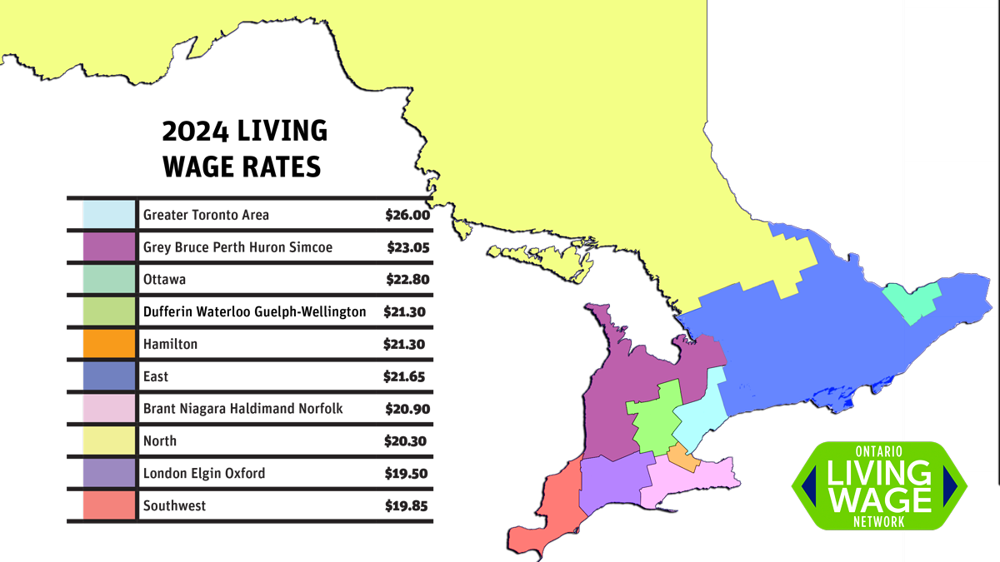 2024 LIVING
WAGE RATES
Greater Toronto Area $26.00
Grey Bruce Perth Huron Simcoe $23.05
Ottawa $22.80
Dufferin Waterloo Guelph-Wellington $21.30
Hamilton $21.30
East $21.65
Brant Niagara Haldimand Norfolk $20.90
North $20.30
London Elgin Oxford $19.50
Southwest $19.85
ONTARIO
LIVING
WAGE
NETWORK